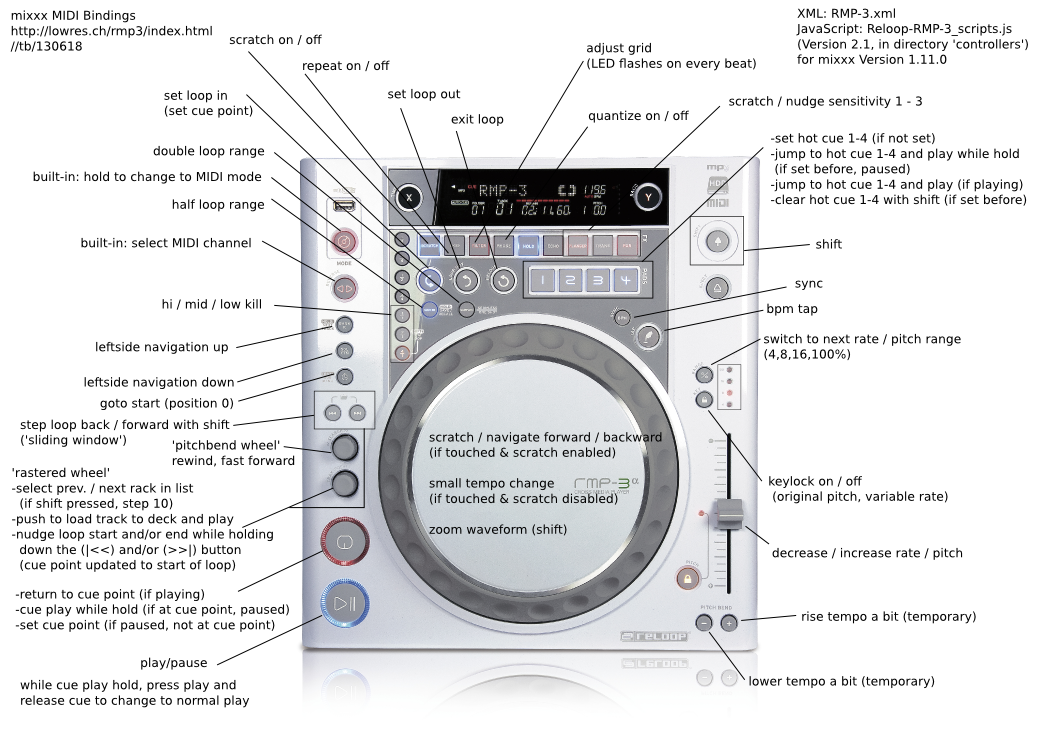 mixxx MIDI Bindings
http://lowres.ch/rmp3/index.html
//tb/130618
XML: RMP-3.xml
JavaScript: Reloop-RMP-3_scripts.js
(Version 2.1, in directory 'controllers')
for mixxx Version 1.11.0
scratch on / off
repeat on / off
set loop in
(set cue point)
set loop out
exit loop
adjust grid
(LED flashes on every beat)
quantize on / off
scratch / nudge sensitivity 1 - 3
-set hot cue 1-4 (if not set)
-jump to hot cue 1-4 and play while hold
(if set before, paused)
-jump to hot cue 1-4 and play (if playing)
-clear hot cue 1-4 with shift (if set before)
double loop range
built-in: hold to change to MIDI mode
half loop range
built-in: select MIDI channel
hi / mid / low kill
leftside navigation up
leftside navigation down
goto start (position 0)
step loop back / forward with shift
('sliding window')
'pitchbend wheel'
rewind, fast forward
'rastered wheel'
-select prev. / next rack in list
(if shift pressed, step 10)
-push to load track to deck and play
-nudge loop start and/or end while holding
down the (|<<) and/or (>>|) button
(cue point updated to start of loop)
-return to cue point (if playing)
-cue play while hold (if at cue point, paused)
-set cue point (if paused, not at cue point)
play/pause
while cue play hold, press play and
release cue to change to normal play
X
RMP-3
Y
MODE
SCRATCH
HOLD
ECHO
FLANGER
PAN
FX
1 2 3 4
PADS
mp3
HDD
MIDI
scratch / navigate forward / backward
(if touched & scratch enabled)
small tempo change
(if touched & scratch disabled)
zoom waveform (shift)
rmp-3 α
shift
sync
bpm tap
switch to next rate / pitch range
(4,8,16,100%)
keylock on / off
(original pitch, variable rate)
decrease / increase rate / pitch
PITCH
PITCH BEND
rise tempo a bit (temporary)
lower tempo a bit (temporary)
reloop